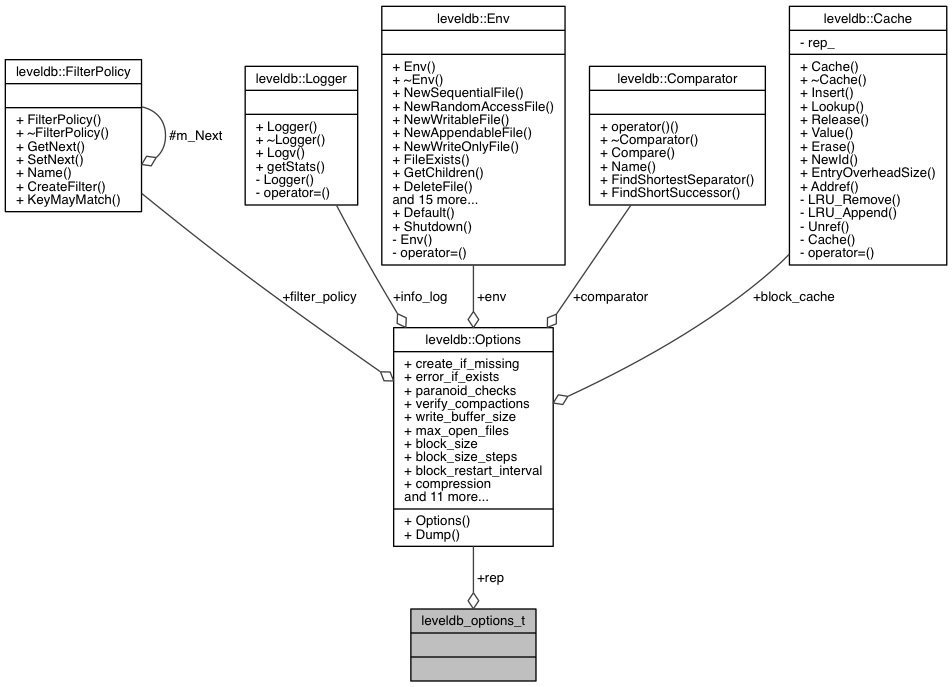 leveldb::FilterPolicy
+ FilterPolicy()
+ ~FilterPolicy()
+ GetNext()
+ SetNext()
+ Name()
+ CreateFilter()
+ KeyMayMatch()
#m_Next
leveldb::Logger
+ Logger()
+ ~Logger()
+ Logv()
+ getStats()
- Logger()
- operator=()
leveldb::Env
+ Env()
+ ~Env()
+ NewSequentialFile()
+ NewRandomAccessFile()
+ NewWritableFile()
+ NewAppendableFile()
+ NewWriteOnlyFile()
+ FileExists()
+ GetChildren()
+ DeleteFile()
and 15 more...
+ Default()
+ Shutdown()
- Env()
- operator=()
leveldb::Comparator
+ operator()()
+ ~Comparator()
+ Compare()
+ Name()
+ FindShortestSeparator()
+ FindShortSuccessor()
leveldb::Cache
- rep_
+ Cache()
+ ~Cache()
+ Insert()
+ Lookup()
+ Release()
+ Value()
+ Erase()
+ NewId()
+ EntryOverheadSize()
+ Addref()
- LRU_Remove()
- LRU_Append()
- Unref()
- Cache()
- operator=()
+filter_policy
+info_log
+env
+comparator
+block_cache
leveldb::Options
+ create_if_missing
+ error_if_exists
+ paranoid_checks
+ verify_compactions
+ write_buffer_size
+ max_open_files
+ block_size
+ block_size_steps
+ block_restart_interval
+ compression
and 11 more...
+ Options()
+ Dump()
+rep
leveldb_options_t